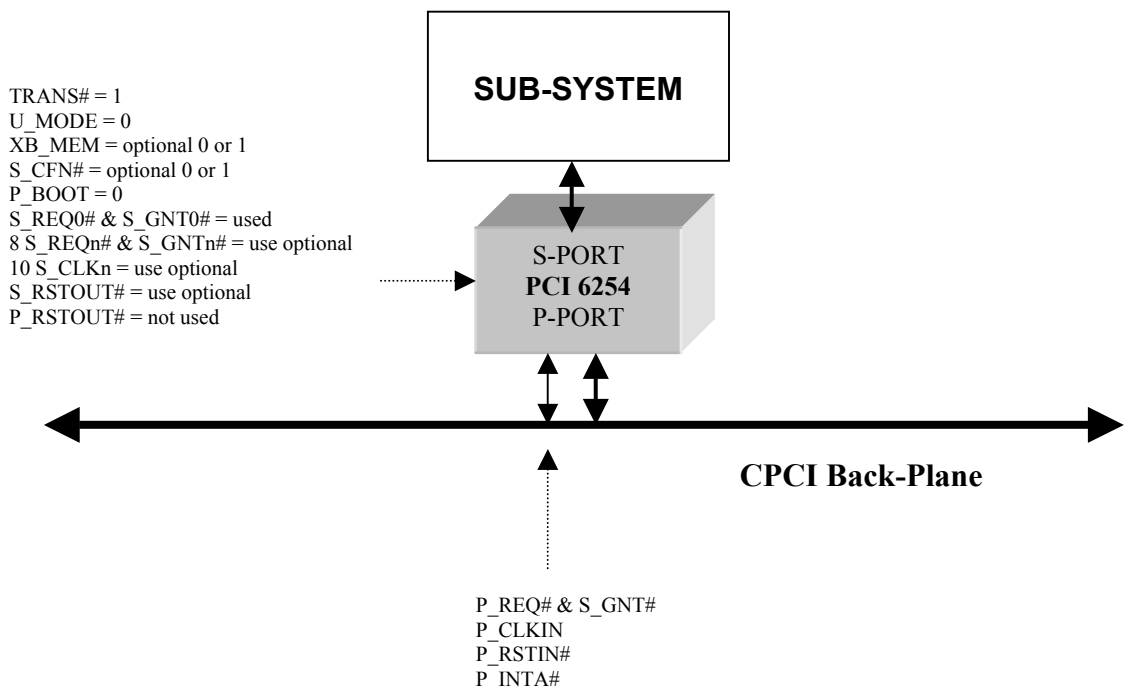 SUB-SYSTEM
TRANS# = 1
U_MODE = 0
XB_MEM = optional 0 or 1
S_CFN# = optional 0 or 1
P_BOOT = 0
S_REQ0# & S_GNT0# = used
8 S_REQn# & S_GNTn# = use optional
10 S_CLKn = use optional
S_RSTOUT# = use optional
P_RSTOUT# = not used
S-PORT
PCI 6254
P-PORT
CPCI Back-Plane
P_REQ# & S_GNT#
P_CLKIN
P_RSTIN#
P_INTA#